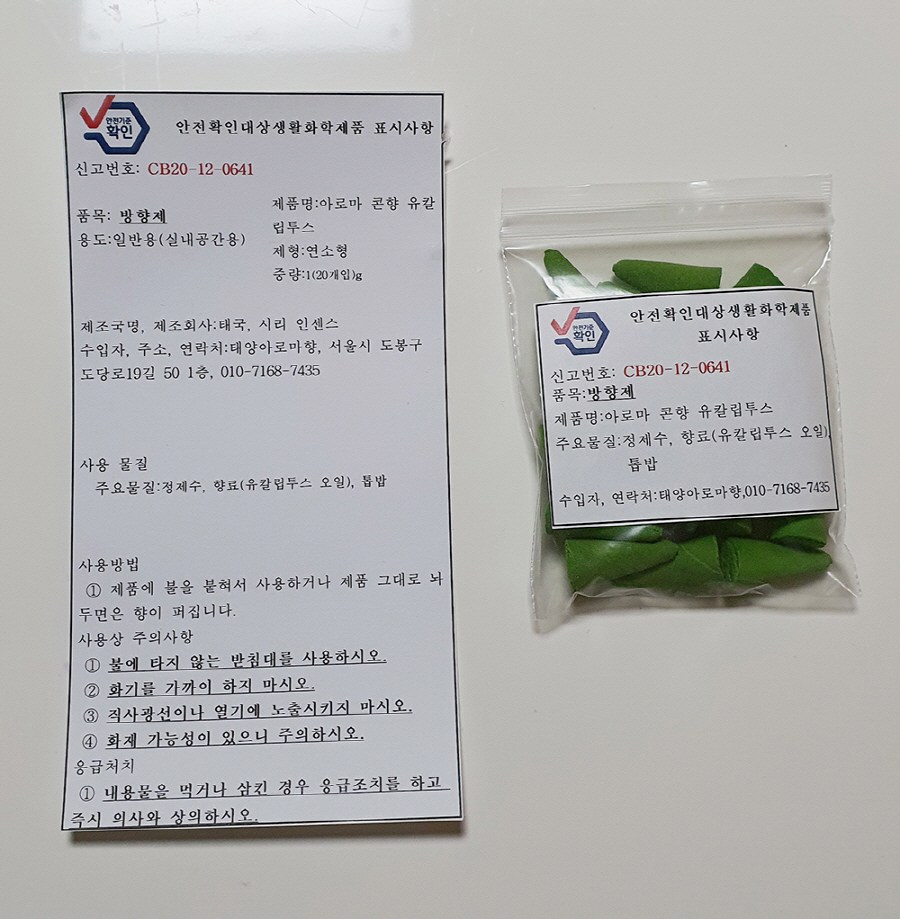 안전기준
확인
안전확인대상생활화학제품 표시사항
신고번호: CB20-12-0641
품목: 방향제
용도:일반용(실내공간용)
제품명:아로마 콘향 유칼
립투스
제형:연소형
중량:1(20개입)g
제조국명, 제조회사:태국, 시리 인센스
수입자, 주소, 연락처:태양아로마향, 서울시 도봉구
도당로19길 50 1층, 010-7168-7435
사용 물질
주요물질:정제수, 향료(유칼립투스 오일), 톱밥
사용방법
① 제품에 불을 붙혀서 사용하거나 제품 그대로 놔
두면은 향이 퍼집니다.
사용상 주의사항
① 불에 타지 않는 받침대를 사용하시오.
② 화기를 가까이 하지 마시오.
③ 직사광선이나 열기에 노출시키지 마시오.
④ 화재 가능성이 있으니 주의하시오.
응급처치
① 내용물을 먹거나 삼킨 경우 응급조치를 하고
즉시 의사와 상의하시오.
안전기준
확인
안전확인대상생활화학제품
표시사항
신고번호: CB20-12-0641
품목:방향제
제품명:아로마 콘향 유칼립투스
주요물질:정제수, 향료(유칼립투스 오일),
톱밥
수입자, 연락처:태양아로마향,010-7168-7435